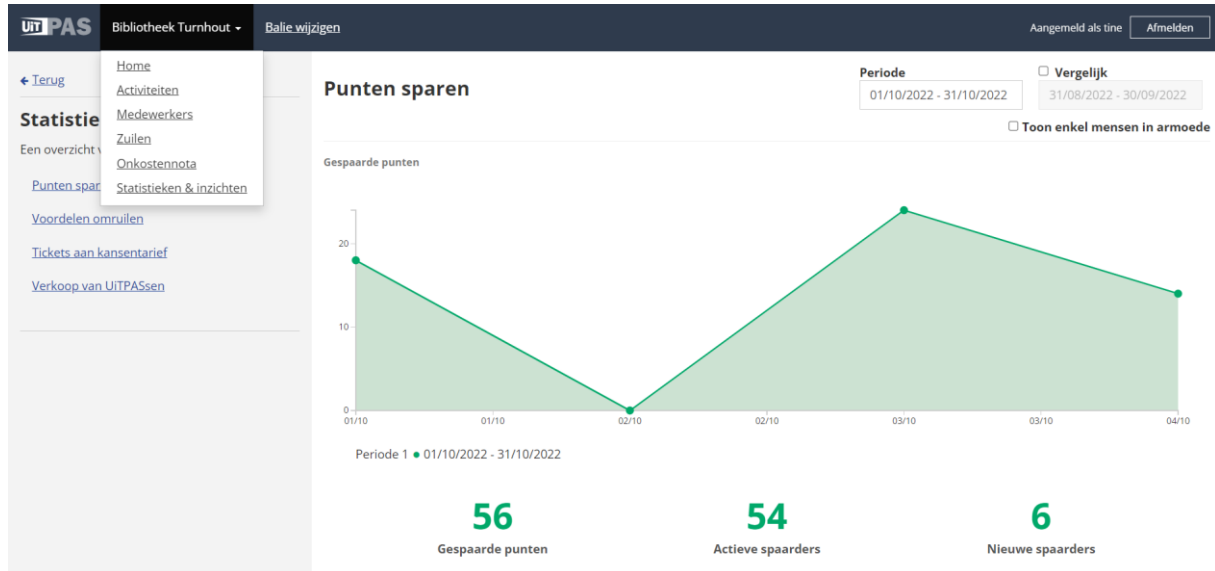 UiT PAS
Bibliotheek Turnhout
Balie wijzigen
Aangemeld als tine
Afmelden
Home
Activiteiten
Medewerkers
Zuilen
Onkostennota
Statistieken & inzichten
Terug
Statistie
Een overzicht v
Punten spar
Voordelen omruilen
Tickets aan kansentarief
Verkoop van UiTPASsen
Punten sparen
Periode
01/10/2022 - 31/10/2022
Vergelijk
31/08/2022 - 30/09/2022
Toon enkel mensen in armoede
Gespaarde punten
20
10
0
01/10 01/10 02/10 02/10 03/10 03/10 04/10
Periode 1 ● 01/10/2022 - 31/10/2022
56 54 6
Gespaarde punten Actieve spaarders Nieuwe spaarders